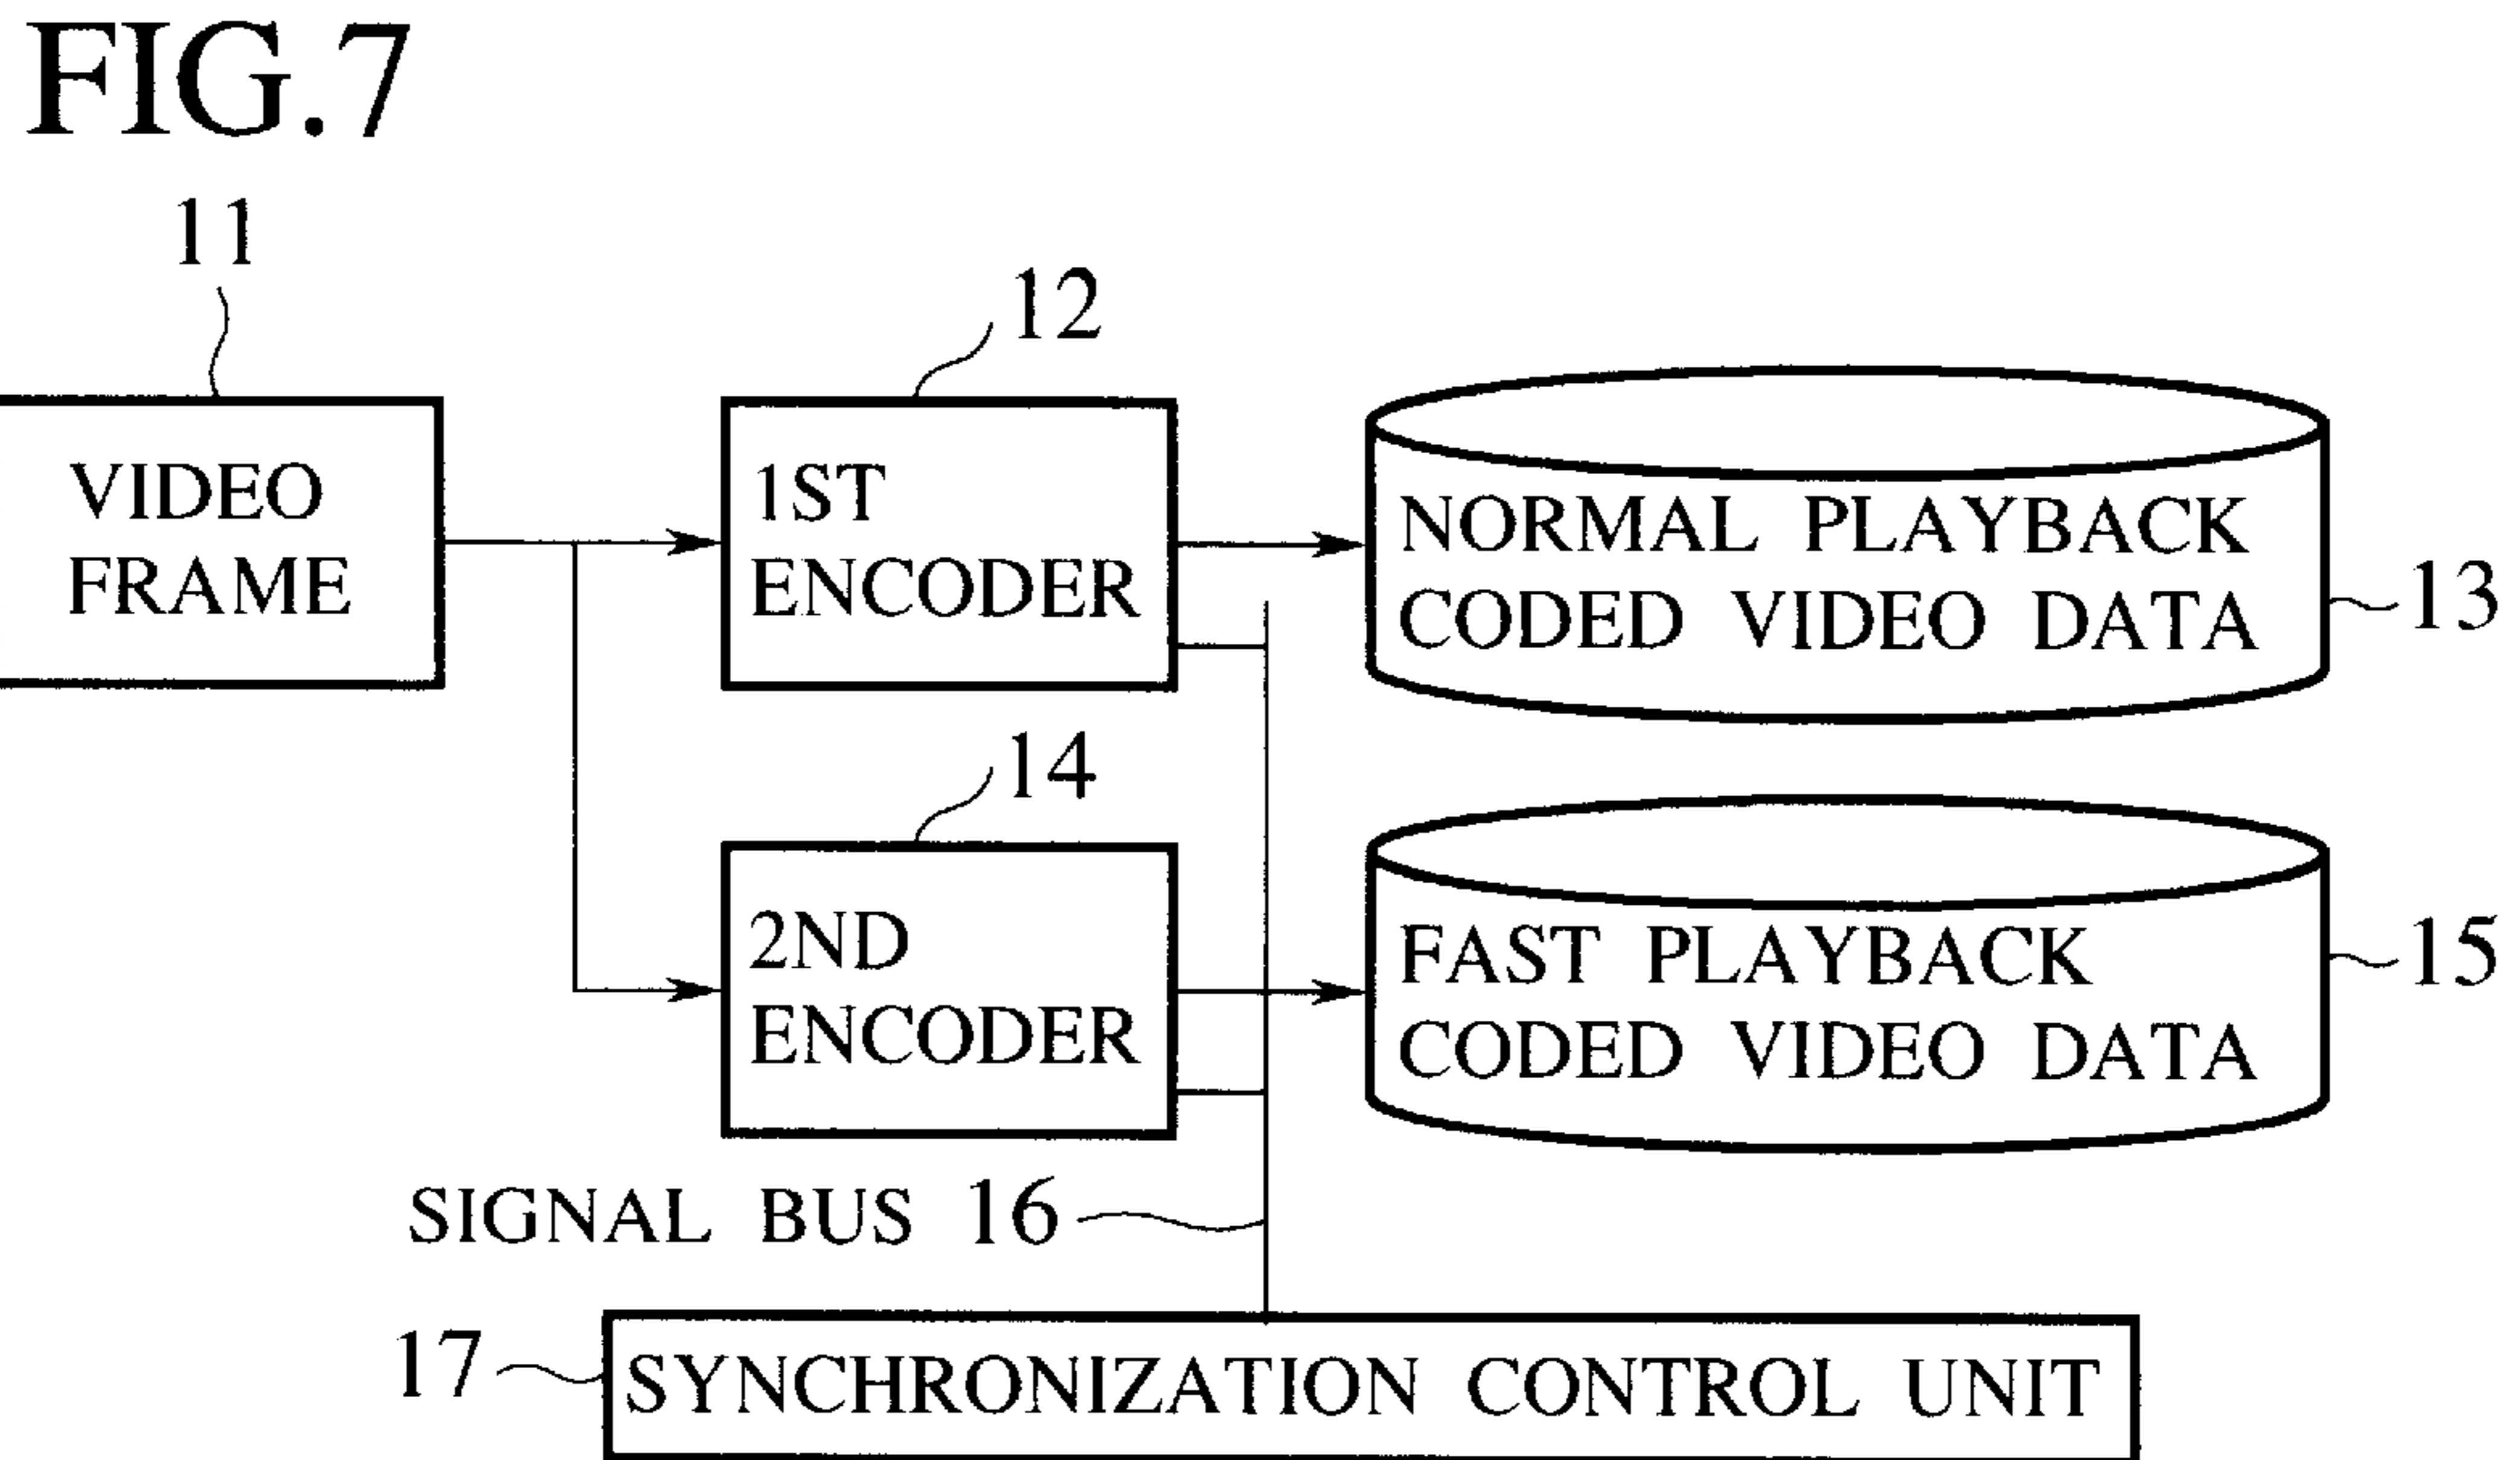 FIG.7
11
12
VIDEO
FRAME
1ST
ENCODER
NORMAL PLAYBACK
CODED VIDEO DATA
13
14
2ND
ENCODER
FAST PLAYBACK
CODED VIDEO DATA
15
SIGNAL BUS 16
17
SYNCHRONIZATION CONTROL UNIT